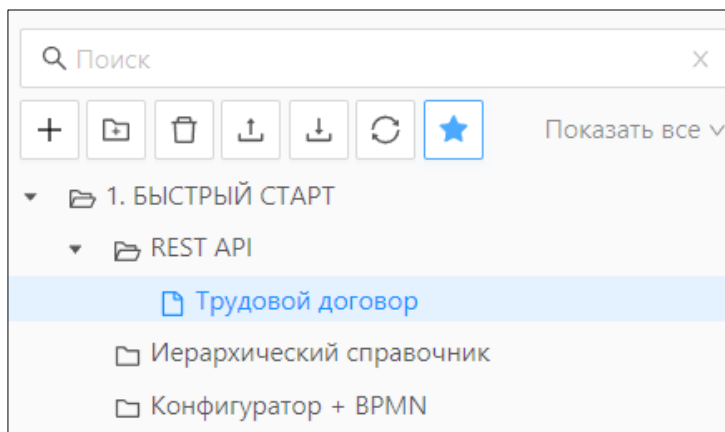 Поиск
Показать все
1. БЫСТРЫЙ СТАРТ
REST API
Трудовой договор
Иерархический справочник
Конфигуратор + BPMN